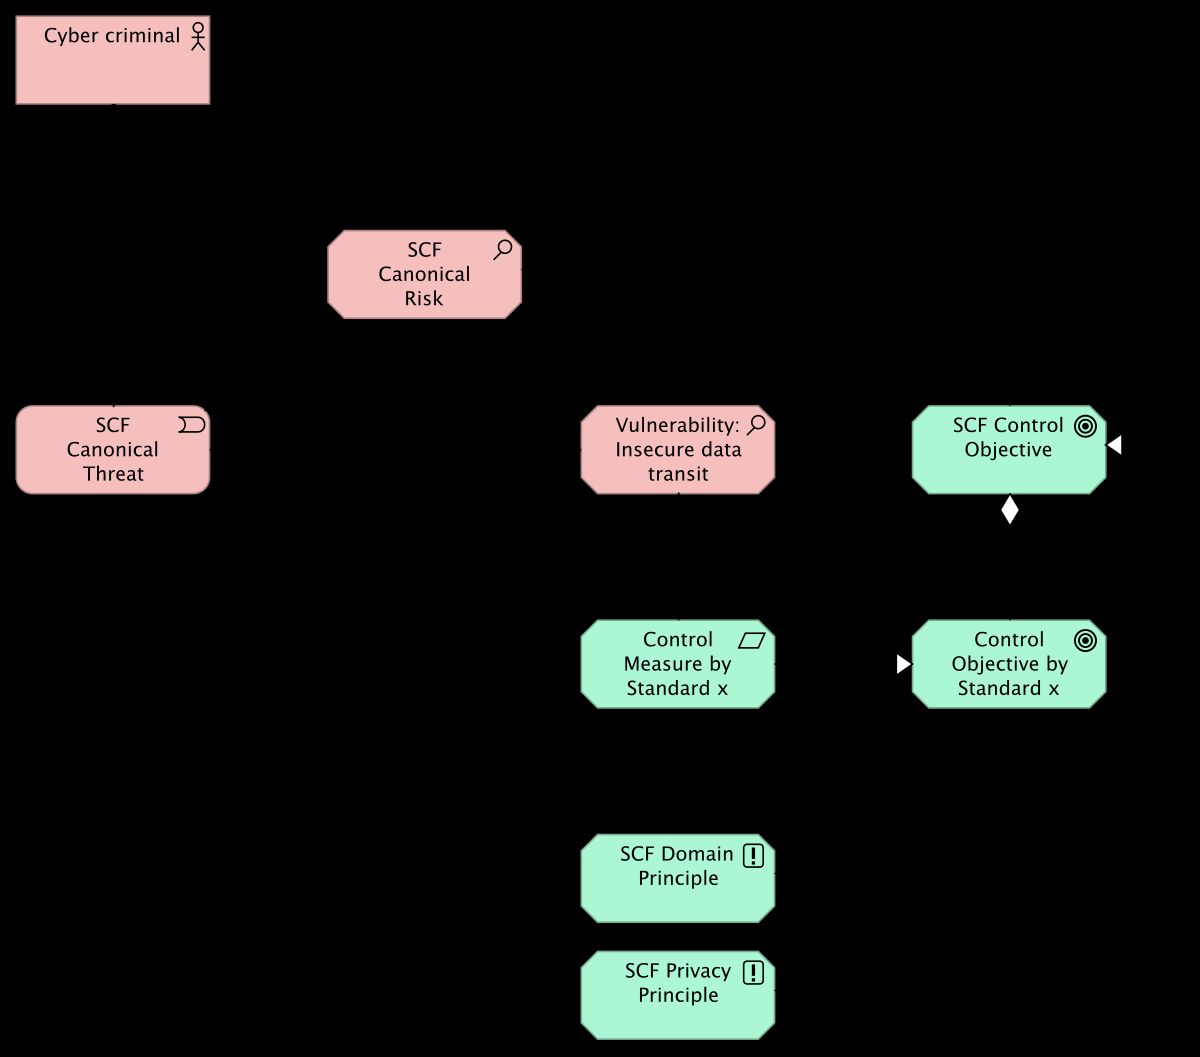 Cyber criminal
SCF
Canonical
Risk
SCF
Canonical
Threat
Vulnerability:
Insecure data
transit
SCF Control
Objective
Control
Measure by
Standard x
Control
Objective by
Standard x
SCF Domain
Principle
SCF Privacy
Principle